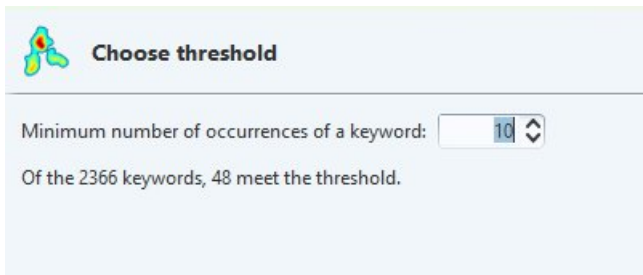 Choose threshold
Minimum number of occurrences of a keyword: 10
Of the 2366 keywords, 48 meet the threshold.